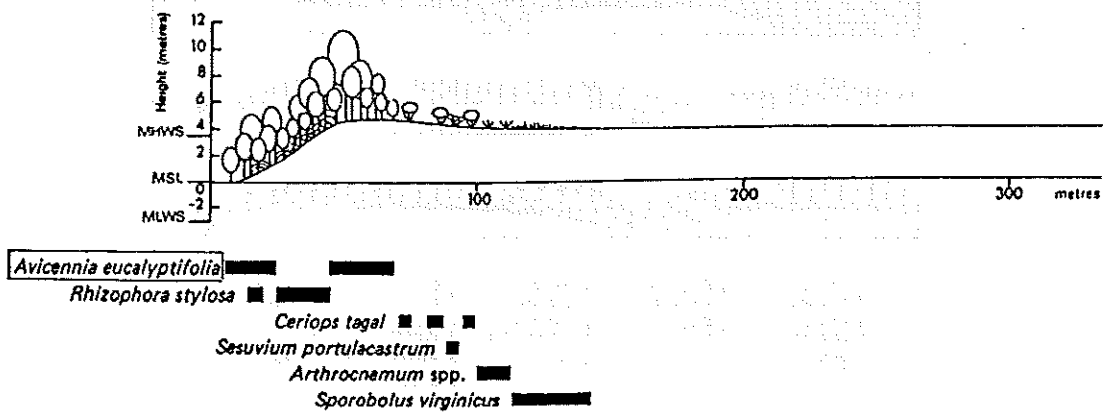 Height (metres)
12
10
8
6
4
2
0
-2
MHWS
MSL
MLWS
100
200
300
metres
Avicennia eucalyptifolia
Rhizophora stylosa
Ceriops tagal
Sesuvium portulacastrum
Arthrocnemum spp.
Sporobolus virginicus